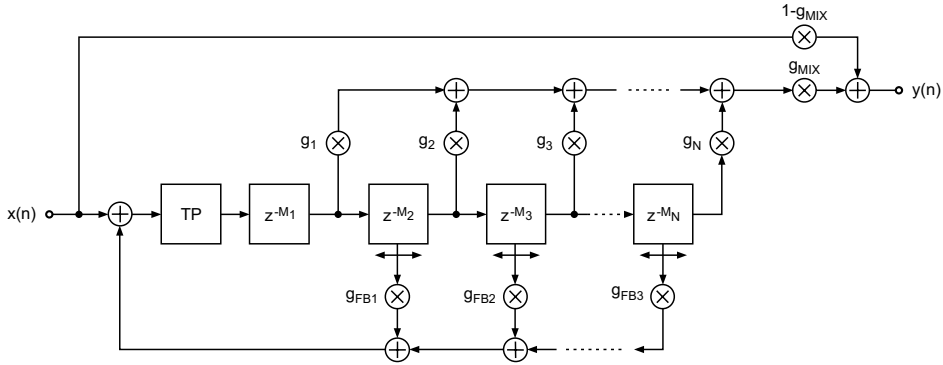 1-gMIX
gMIX
y(n)
g1
g2
g3
gN
x(n)
TP
z-M1
z-M2
z-M3
z-MN
gFB1
gFB2
gFB3